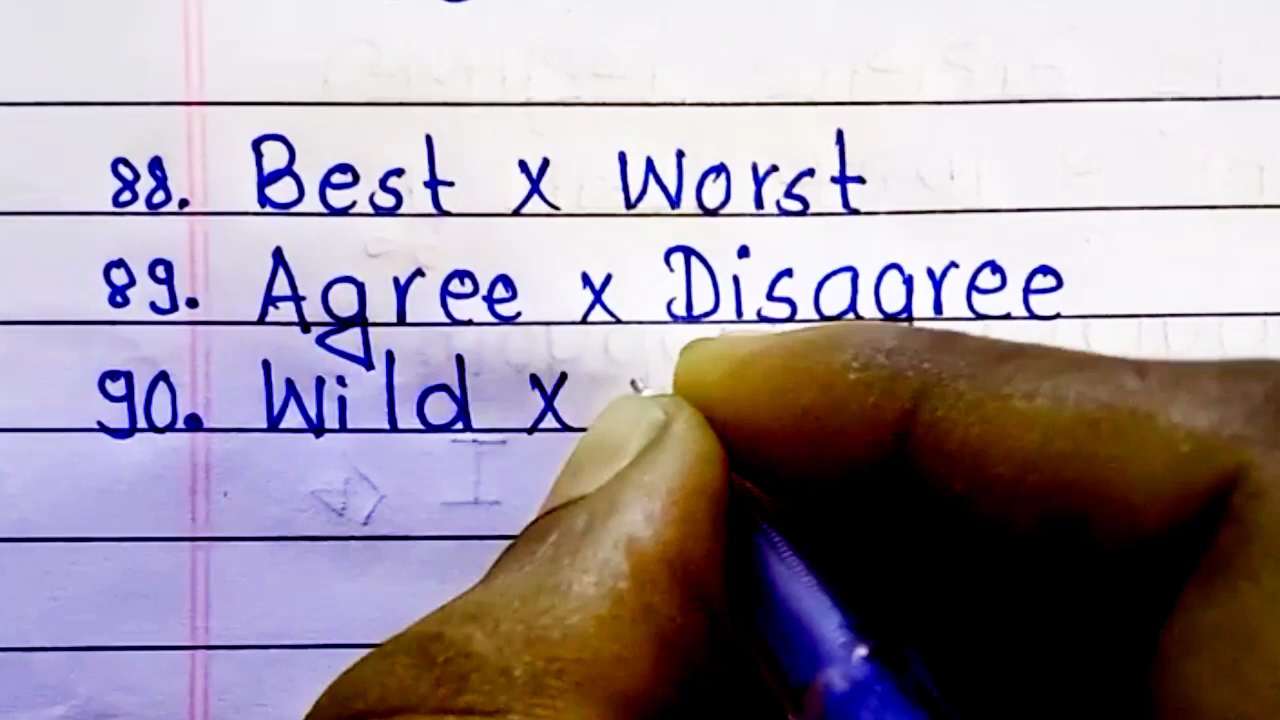 88. Best x Worst
89. Agree x Disagree
90. Wild x